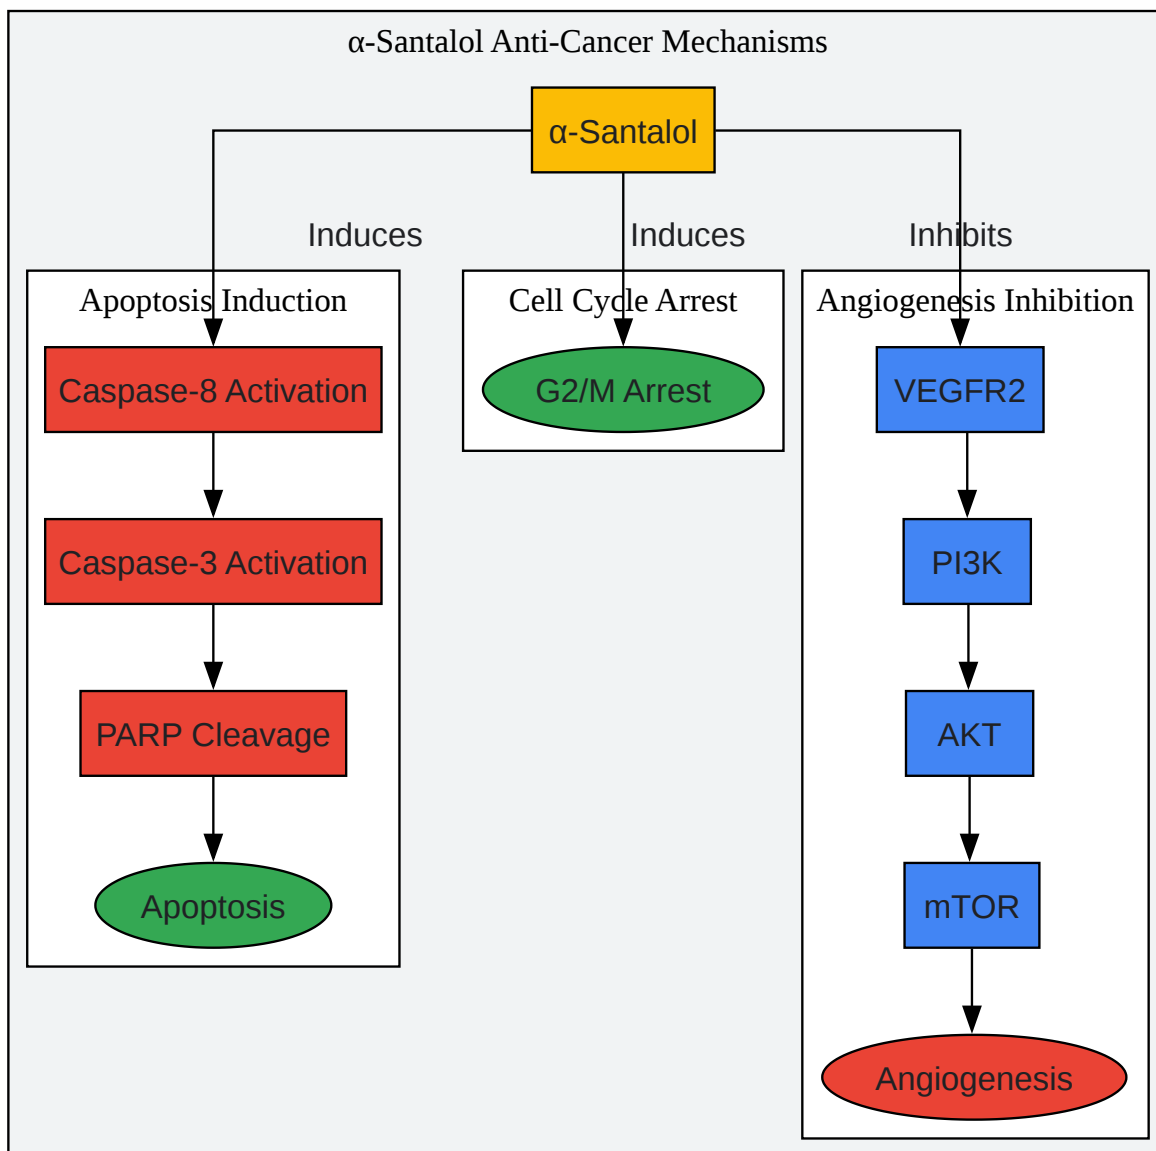 α-Santalol Anti-Cancer Mechanisms
α-Santalol
Induces
Induces
Inhibits
Apoptosis Induction
Caspase-8 Activation
Caspase-3 Activation
PARP Cleavage
Apoptosis
Cell Cycle Arrest
G2/M Arrest
Angiogenesis Inhibition
VEGFR2
PI3K
AKT
mTOR
Angiogenesis